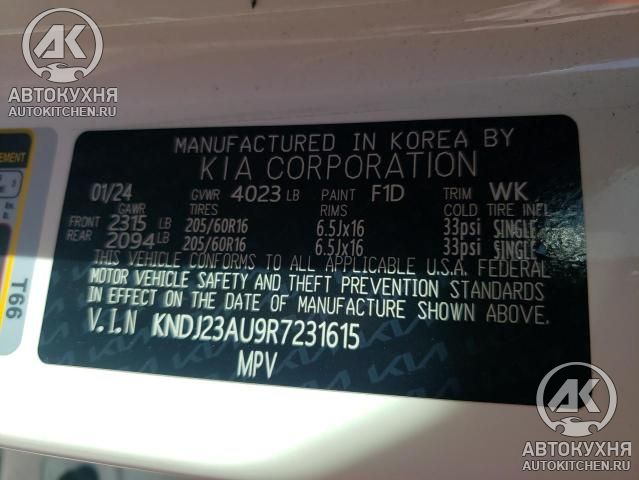 АК
АВТОКУХНЯ
AUTOKITCHEN.RU
EMENT
T66
MANUFACTURED IN KOREA BY
KIA CORPORATION
01/24 GVWR 4023 LB PAINT F1D TRIM WK
GAWR TIRES RIMS COLD TIRE INFL
FRONT 2315 LB 205/60R16 6.5Jx16 33psi SINGLE
REAR 2094 LB 205/60R16 6.5Jx16 33psi SINGLE
THIS VEHICLE CONFORMS TO ALL APPLICABLE U.S.A. FEDERAL
MOTOR VEHICLE SAFETY AND THEFT PREVENTION STANDARDS
IN EFFECT ON THE DATE OF MANUFACTURE SHOWN ABOVE.
V.I.N KNDJ23AU9R7231615
MPV
АК
АВТОКУХНЯ
AUTOKITCHEN.RU